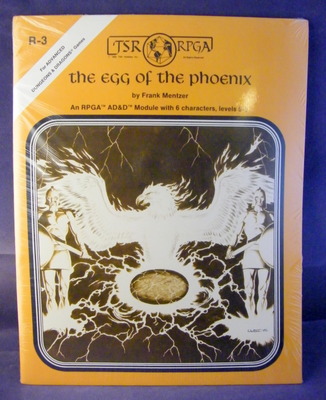 R-3
TSR RPGA
For ADVANCED
DUNGEONS & DRAGONS® Games
the egg of the phoenix
by Frank Mentzer
An RPGA™ AD&D™ Module with 6 characters, levels